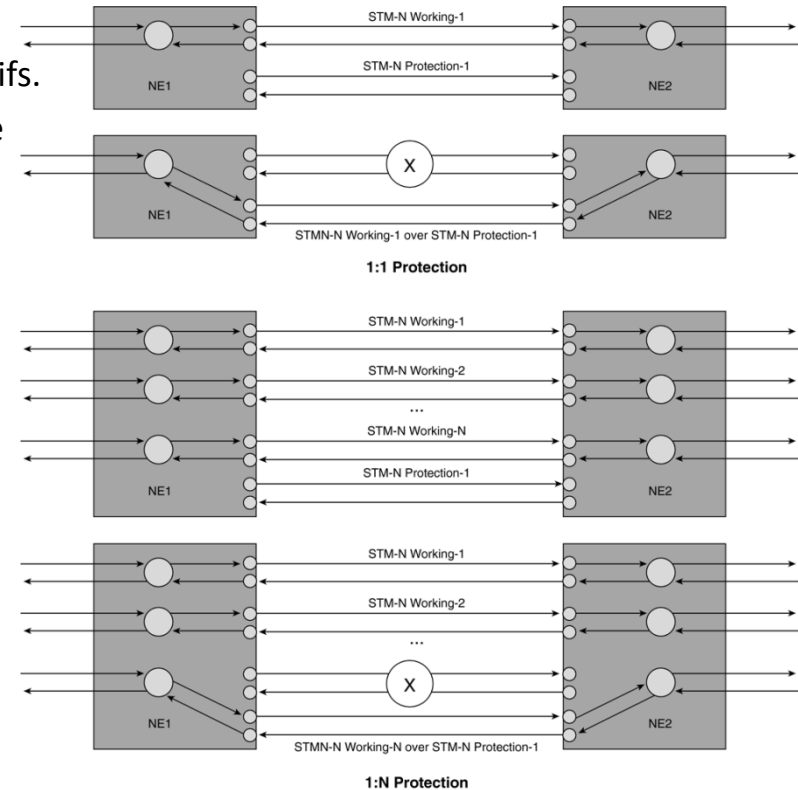 STM-N Working-1
ifs.
STM-N Protection-1
NE1
NE2
e
X
NE1
NE2
STMN-N Working-1 over STM-N Protection-1
1:1 Protection
STM-N Working-1
STM-N Working-2
...
STM-N Working-N
STM-N Protection-1
NE1
NE2
STM-N Working-1
STM-N Working-2
...
X
NE1
NE2
STMN-N Working-N over STM-N Protection-1
1:N Protection